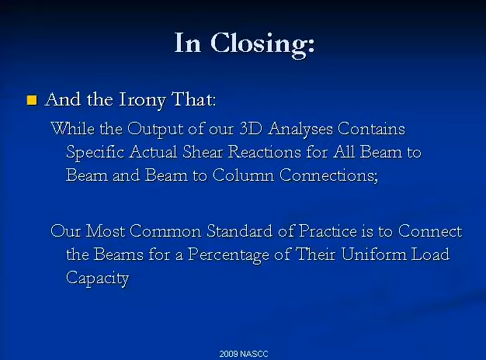 In Closing:
And the Irony That:
While the Output of our 3D Analyses Contains
Specific Actual Shear Reactions for All Beam to
Beam and Beam to Column Connections;
Our Most Common Standard of Practice is to Connect
the Beams for a Percentage of Their Uniform Load
Capacity
2009 NASCC